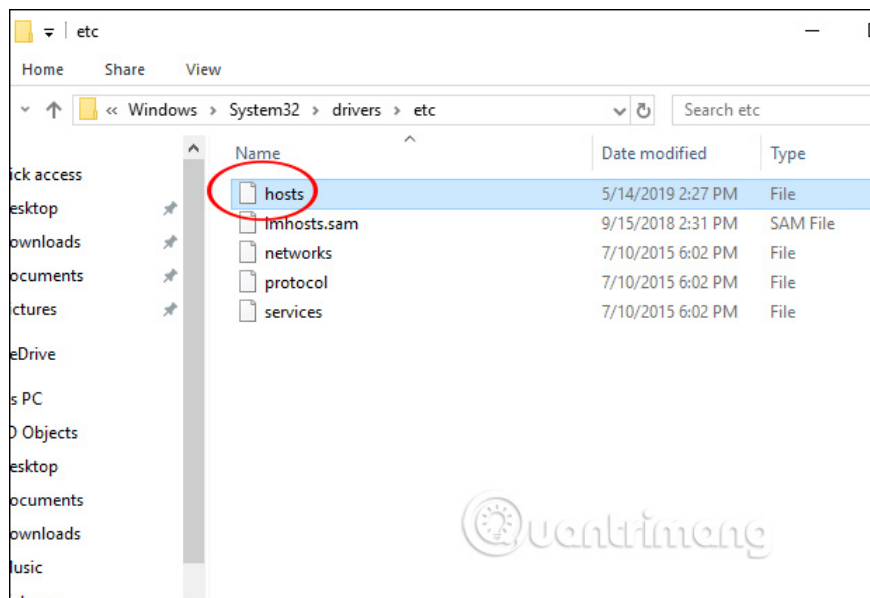 etc
Home Share View
« Windows > System32 > drivers > etc Search etc
Name Date modified Type
ick access
esktop
ownloads
ocuments
ictures
eDrive
s PC
D Objects
esktop
ocuments
ownloads
Music
hosts 5/14/2019 2:27 PM File
lmhosts.sam 9/15/2018 2:31 PM SAM File
networks 7/10/2015 6:02 PM File
protocol 7/10/2015 6:02 PM File
services 7/10/2015 6:02 PM File
Quantrimang